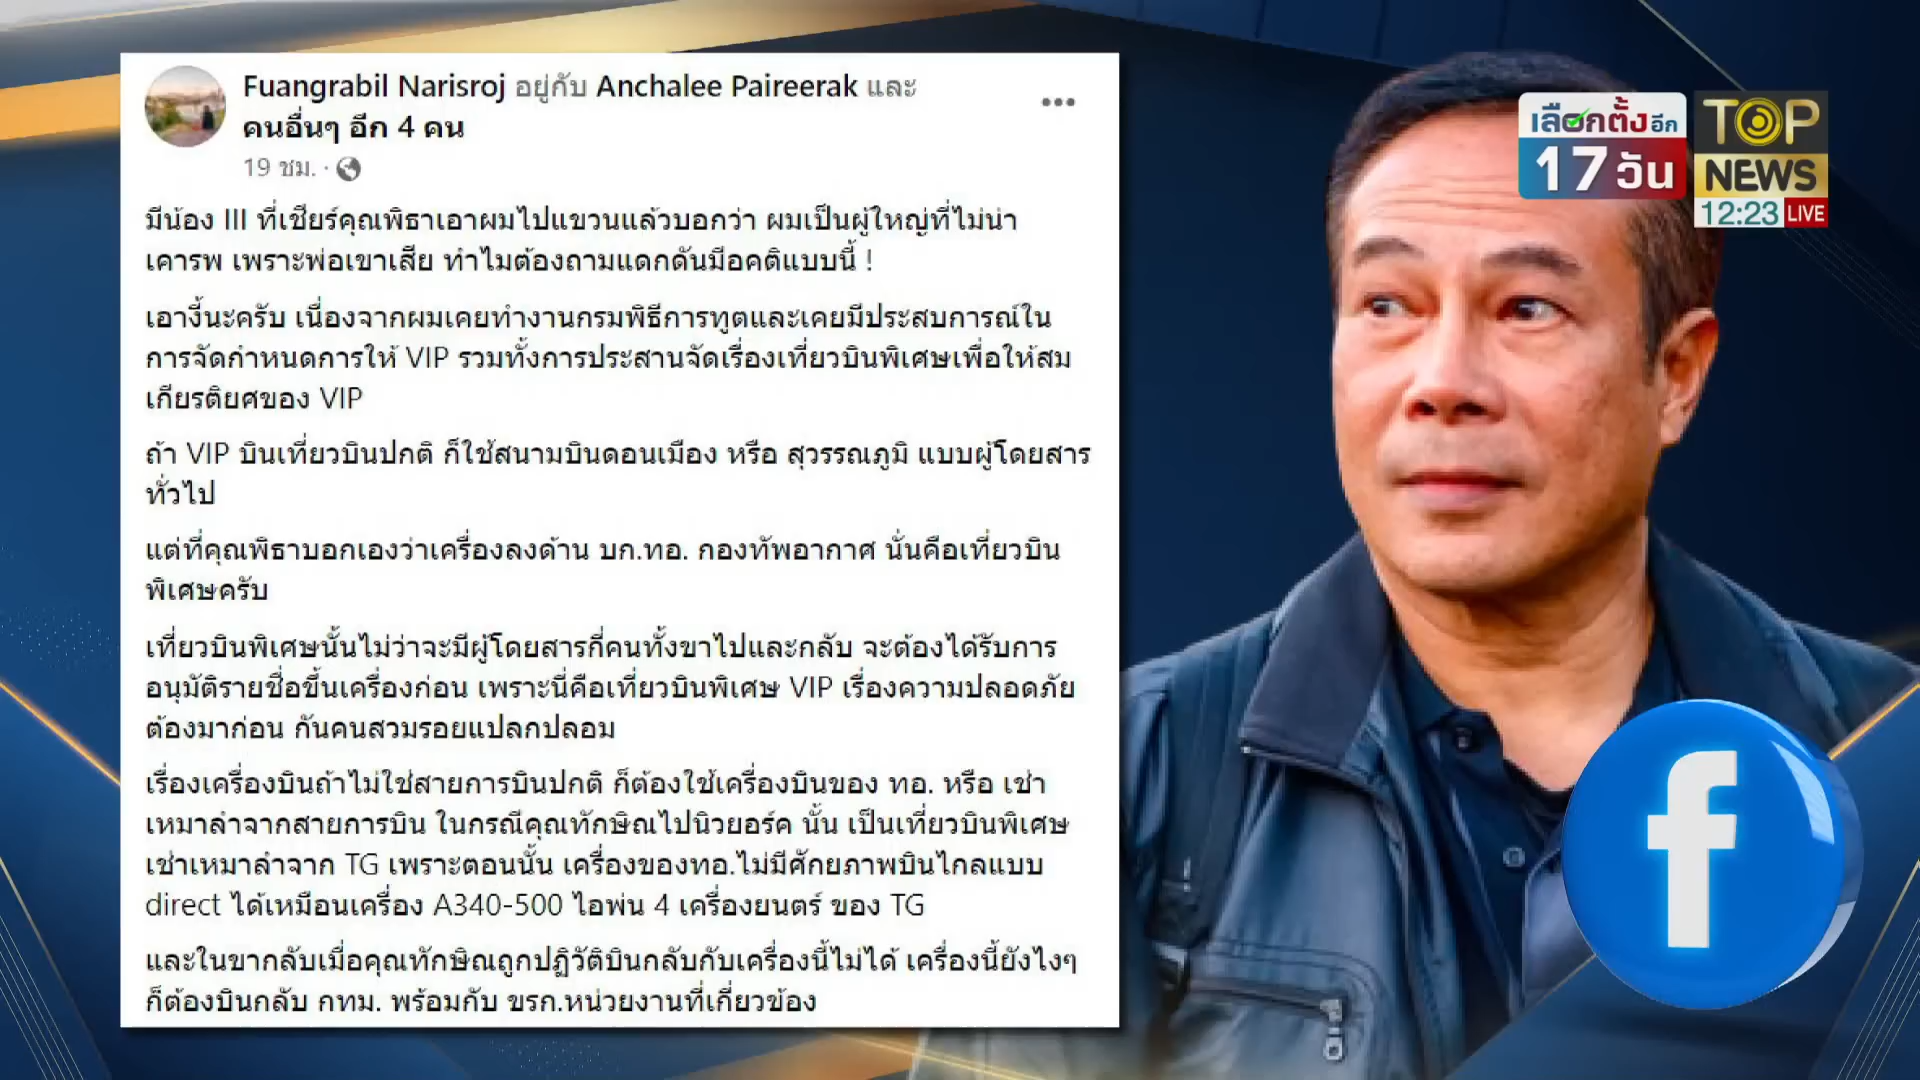 Fuangrabil Narisroj อยู่กับ Anchalee Paireerak และ
คนอื่นๆ อีก 4 คน
19 ชม. ·
มีน้อง III ที่เชียร์คุณพิธาเอาผมไปแขวนแล้วบอกว่า ผมเป็นผู้ใหญ่ที่ไม่น่า
เคารพ เพราะพ่อเขาเสีย ทำไมต้องถามแดกดันมีอคติแบบนี้ !
เอางี้นะครับ เนื่องจากผมเคยทำงานกรมพิธีการทูตและเคยมีประสบการณ์ใน
การจัดกำหนดการให้ VIP รวมทั้งการประสานจัดเรื่องเที่ยวบินพิเศษเพื่อให้สม
เกียรติยศของ VIP
ถ้า VIP บินเที่ยวบินปกติ ก็ใช้สนามบินดอนเมือง หรือ สุวรรณภูมิ แบบผู้โดยสาร
ทั่วไป
แต่ที่คุณพิธาบอกเองว่าเครื่องลงด้าน บก.ทอ. กองทัพอากาศ นั่นคือเที่ยวบิน
พิเศษครับ
เที่ยวบินพิเศษนั้นไม่ว่าจะมีผู้โดยสารกี่คนทั้งขาไปและกลับ จะต้องได้รับการ
อนุมัติรายชื่อขึ้นเครื่องก่อน เพราะนี่คือเที่ยวบินพิเศษ VIP เรื่องความปลอดภัย
ต้องมาก่อน กันคนสวมรอยแปลกปลอม
เรื่องเครื่องบินถ้าไม่ใช่สายการบินปกติ ก็ต้องใช้เครื่องบินของ ทอ. หรือ เช่า
เหมาลำจากสายการบิน ในกรณีคุณทักษิณไปนิวยอร์ค นั้น เป็นเที่ยวบินพิเศษ
เช่าเหมาลำจาก TG เพราะตอนนั้น เครื่องของทอ.ไม่มีศักยภาพบินไกลแบบ
direct ได้เหมือนเครื่อง A340-500 ไอพ่น 4 เครื่องยนตร์ ของ TG
และในขากลับเมื่อคุณทักษิณถูกปฏิวัติบินกลับกับเครื่องนี้ไม่ได้ เครื่องนี้ยังไงๆ
ก็ต้องบินกลับ กทม. พร้อมกับ ขรก.หน่วยงานที่เกี่ยวข้อง
เลือกตั้งอีก
17 วัน
TOP
NEWS
12:23 LIVE
f